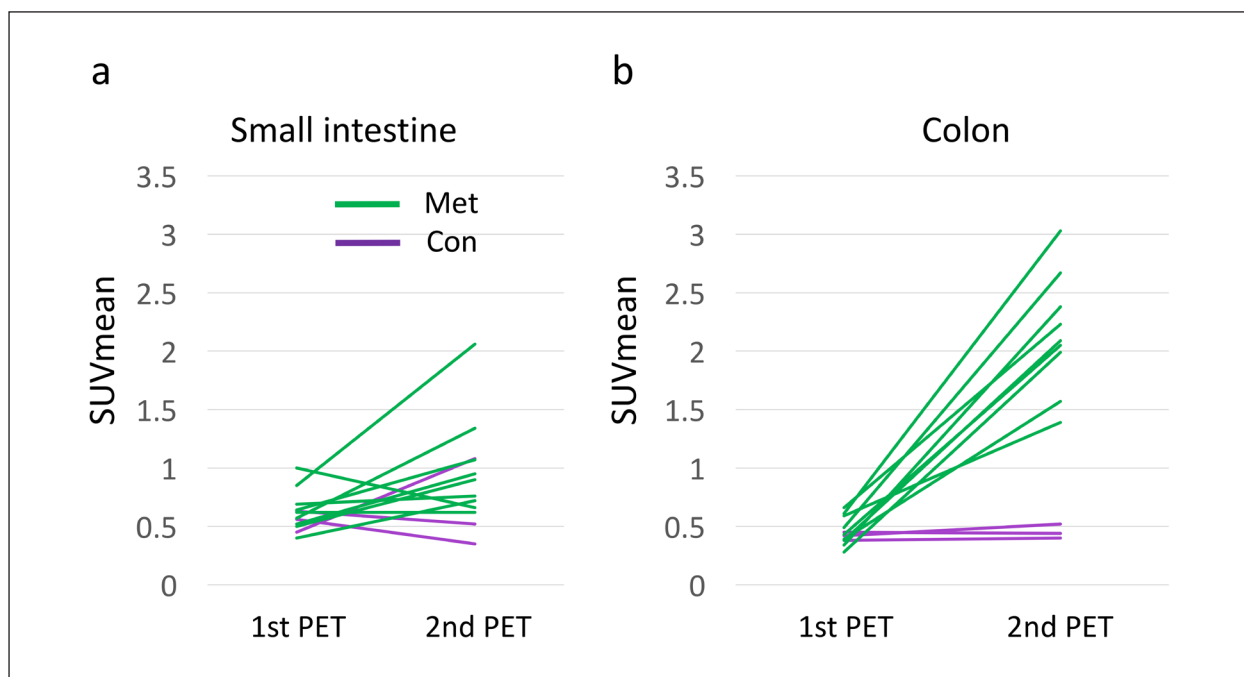 a
Small intestine
SUVmean
3.5
3
2.5
2
1.5
1
0.5
0
Met
Con
1st PET 2nd PET
b
Colon
SUVmean
3.5
3
2.5
2
1.5
1
0.5
0
1st PET 2nd PET